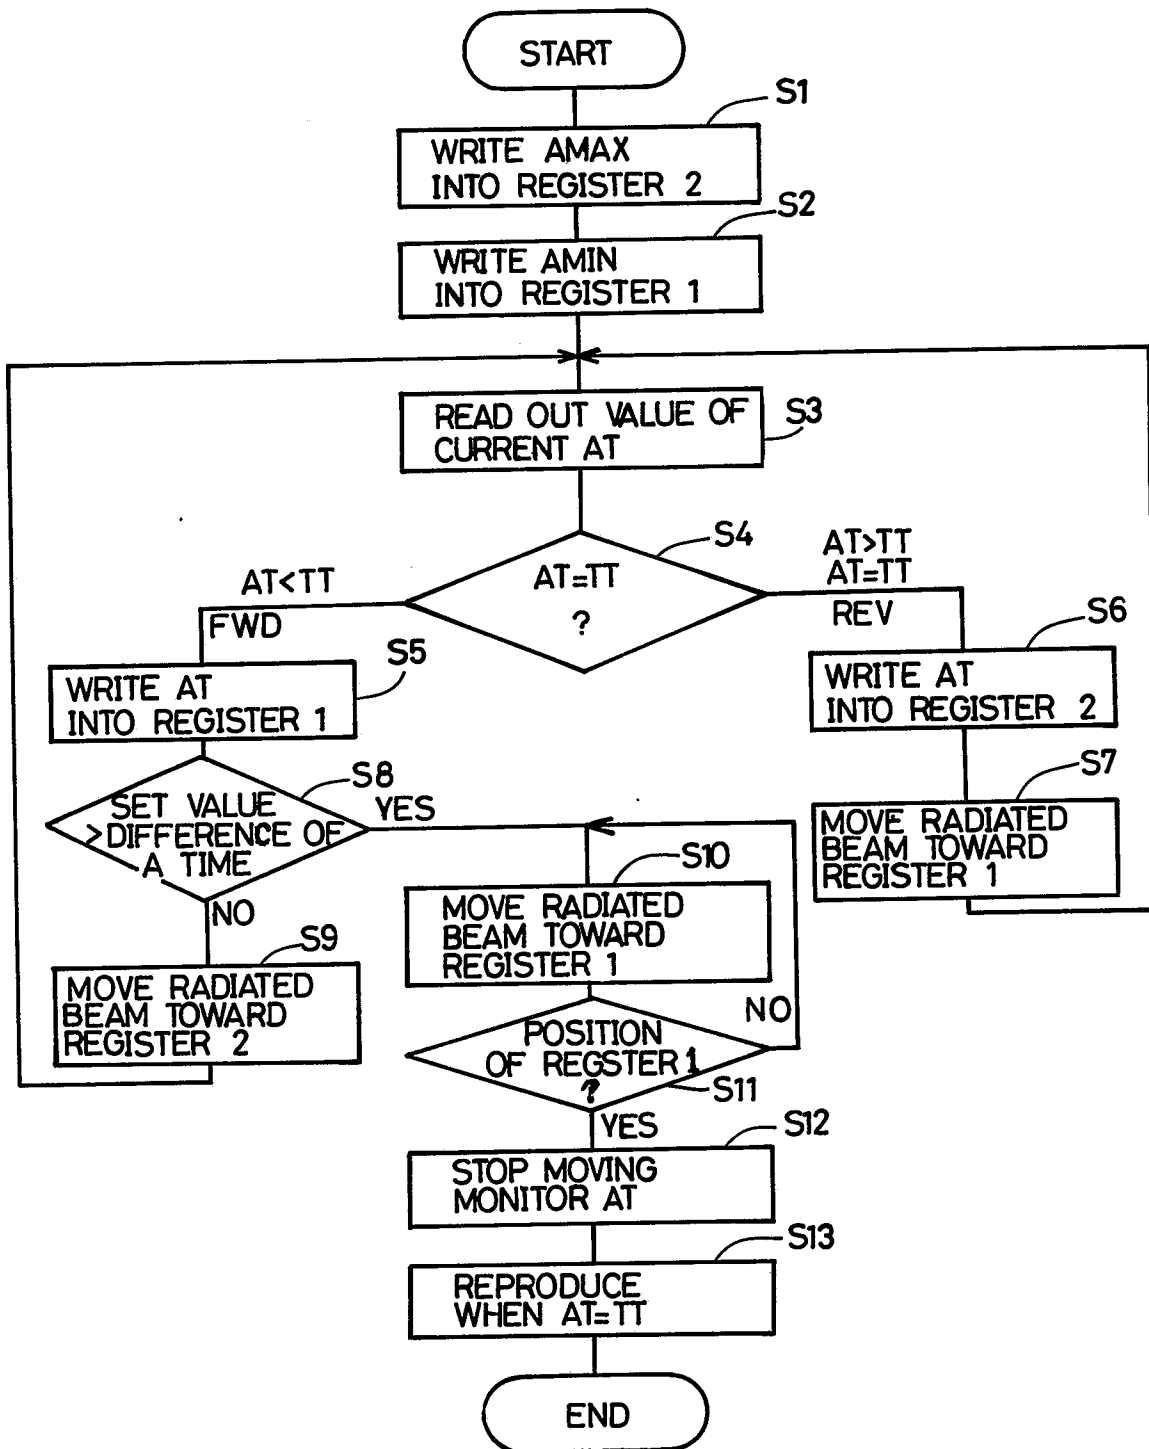 START
S1
WRITE AMAX
INTO REGISTER 2
S2
WRITE AMIN
INTO REGISTER 1
READ OUT VALUE OF
CURRENT AT
S3
S4
AT=TT
?
AT<TT
FWD
AT>TT
AT=TT
REV
S5
WRITE AT
INTO REGISTER 1
S6
WRITE AT
INTO REGISTER 2
S7
MOVE RADIATED
BEAM TOWARD
REGISTER 1
S8
SET VALUE
>DIFFERENCE OF
A TIME
YES
NO
S9
MOVE RADIATED
BEAM TOWARD
REGISTER 2
S10
MOVE RADIATED
BEAM TOWARD
REGISTER 1
NO
POSITION
OF REGSTER 1
?
S11
YES
S12
STOP MOVING
MONITOR AT
S13
REPRODUCE
WHEN AT=TT
END